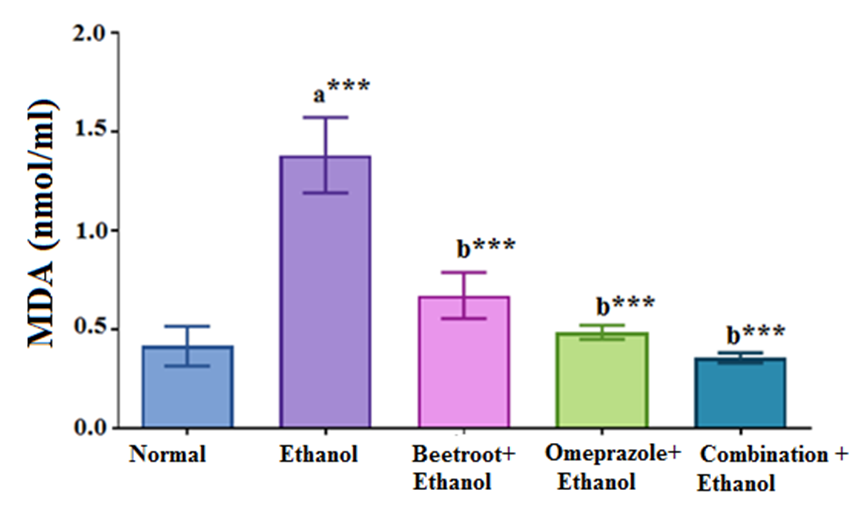 2.0
1.5
1.0
0.5
0.0
MDA (nmol/ml)
a***
b***
b***
b***
Normal
Ethanol
Beetroot+
Ethanol
Omeprazole+
Ethanol
Combination +
Ethanol